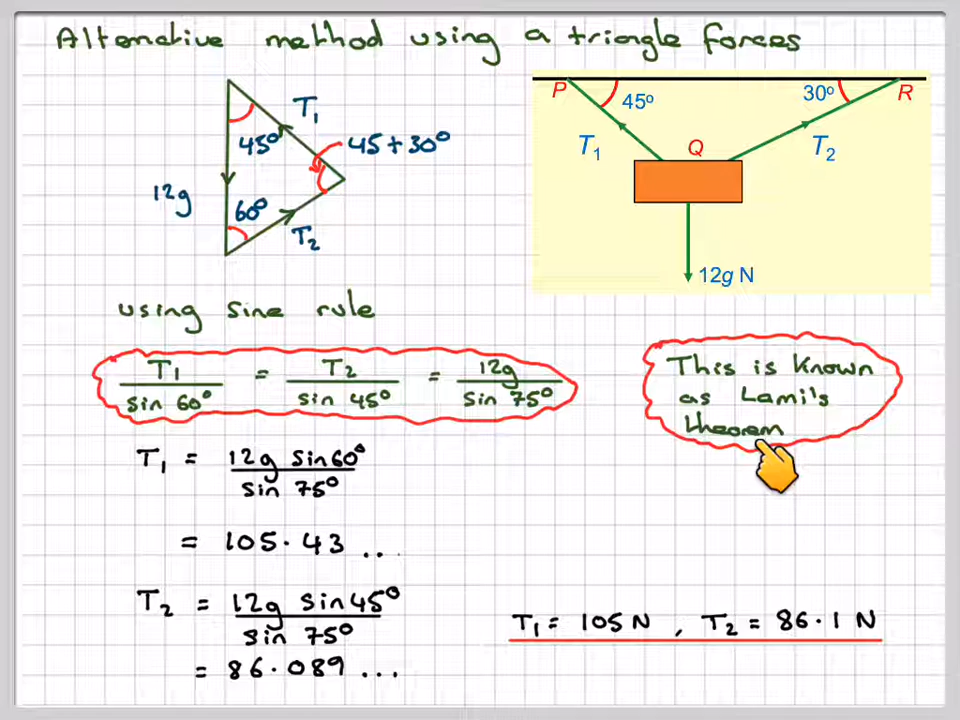 Alternative method using a triangle forces
T1
45°
45+30°
12g
60°
T2
P
45°
30°
R
T1
Q
T2
12g N
using sine rule
T1 / sin 60° = T2 / sin 45° = 12g / sin 75°
This is known
as Lami's
theorem
T1 = 12g sin60° / sin 75°
= 105.43 ...
T2 = 12g sin45° / sin 75°
= 86.089 ...
T1 = 105 N , T2 = 86.1 N